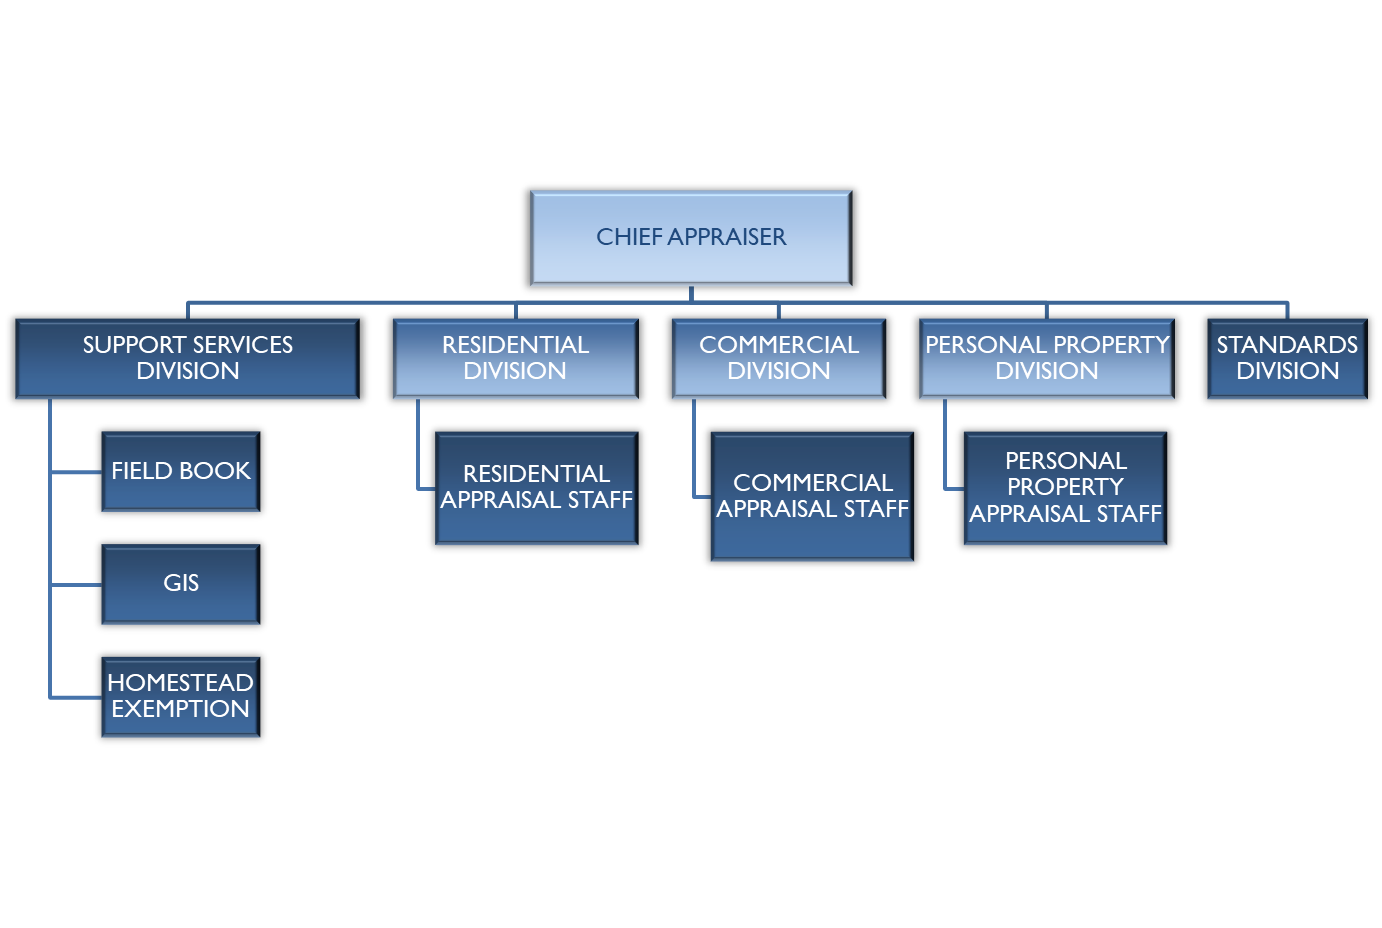 CHIEF APPRAISER
SUPPORT SERVICES
DIVISION
RESIDENTIAL
DIVISION
COMMERCIAL
DIVISION
PERSONAL PROPERTY
DIVISION
STANDARDS
DIVISION
FIELD BOOK
GIS
HOMESTEAD
EXEMPTION
RESIDENTIAL
APPRAISAL STAFF
COMMERCIAL
APPRAISAL STAFF
PERSONAL
PROPERTY
APPRAISAL STAFF